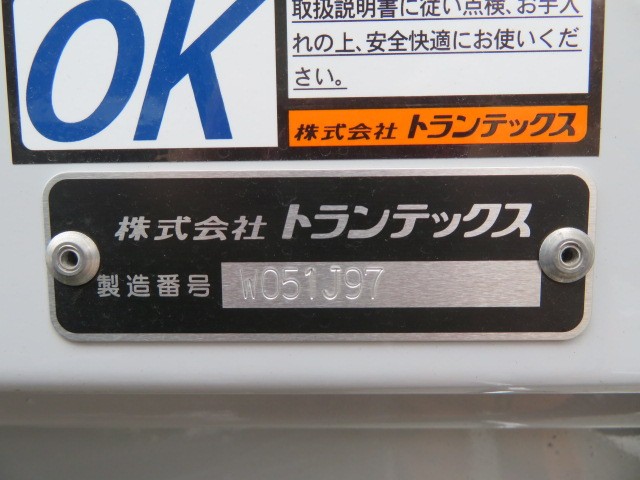 OK
取扱説明書に従い点検、お手入
れの上、安全快適にお使いくだ
さい。
株式会社 トランテックス
株式会社 トランテックス
製造番号 W051J97